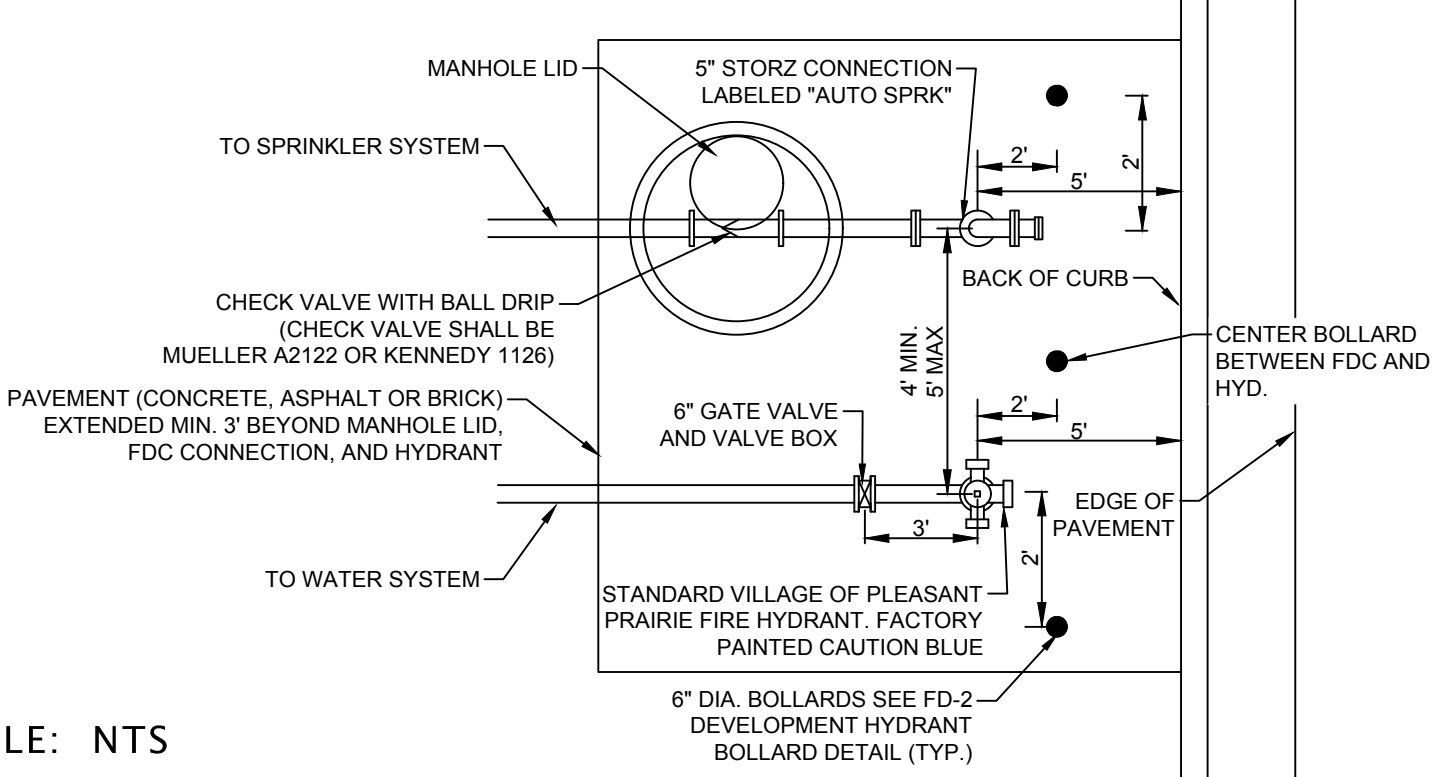 MANHOLE LID
5" STORZ CONNECTION
LABELED "AUTO SPRK"
TO SPRINKLER SYSTEM
2'
2'
5'
CHECK VALVE WITH BALL DRIP
(CHECK VALVE SHALL BE
MUELLER A2122 OR KENNEDY 1126)
BACK OF CURB
CENTER BOLLARD
BETWEEN FDC AND
HYD.
4' MIN.
5' MAX
PAVEMENT (CONCRETE, ASPHALT OR BRICK)
EXTENDED MIN. 3' BEYOND MANHOLE LID,
FDC CONNECTION, AND HYDRANT
6" GATE VALVE
AND VALVE BOX
2'
5'
EDGE OF
PAVEMENT
3'
2'
TO WATER SYSTEM
STANDARD VILLAGE OF PLEASANT
PRAIRIE FIRE HYDRANT. FACTORY
PAINTED CAUTION BLUE
6" DIA. BOLLARDS SEE FD-2
DEVELOPMENT HYDRANT
BOLLARD DETAIL (TYP.)
LE: NTS